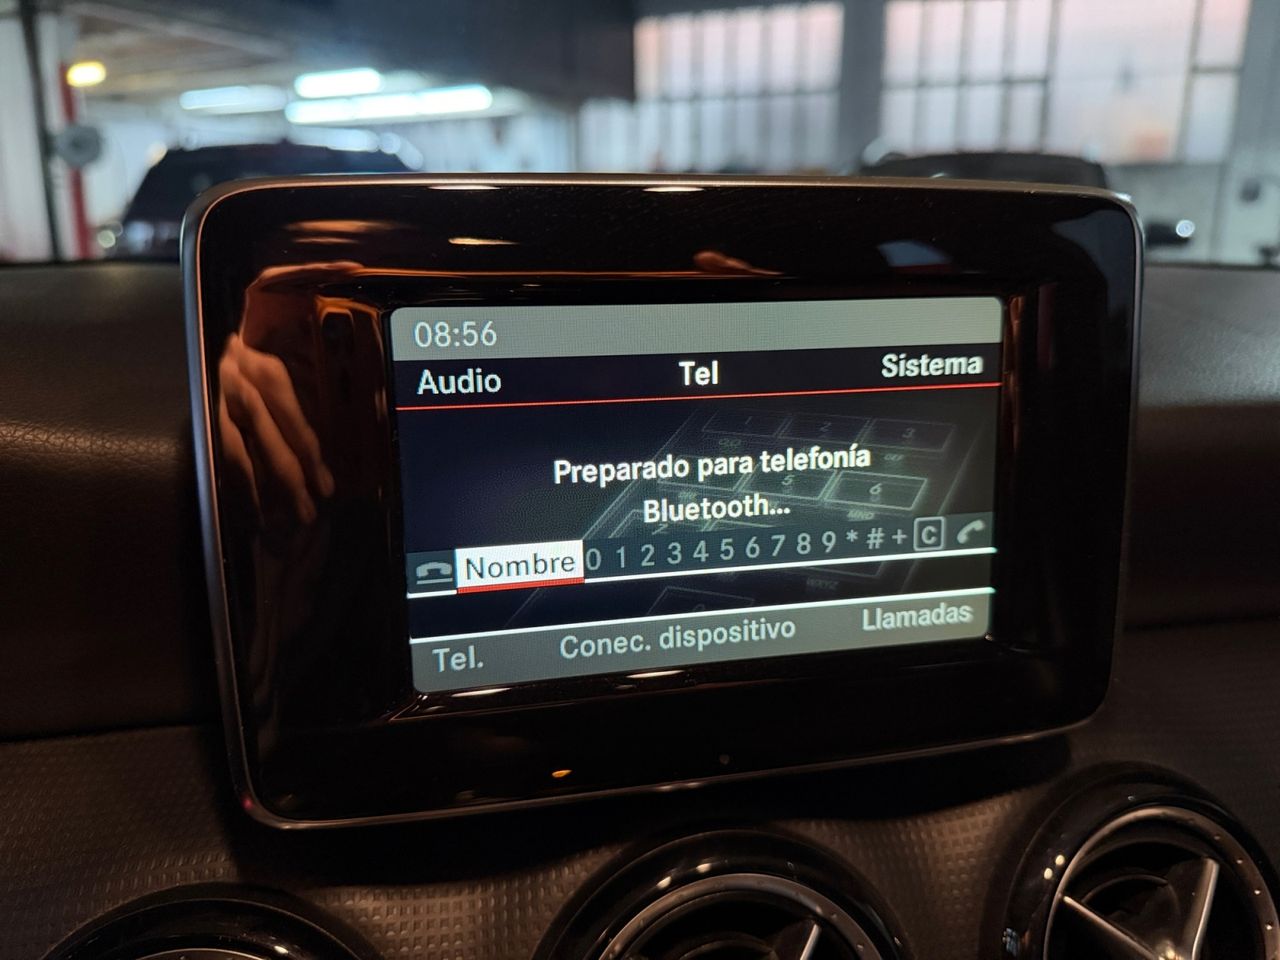 08:56
Audio Tel Sistema
Preparado para telefonía
Bluetooth...
Nombre 0 1 2 3 4 5 6 7 8 9 * # + C
Tel. Conec. dispositivo Llamadas